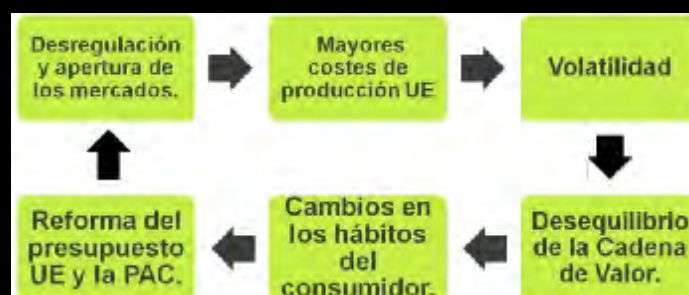 Desregulación
y apertura de
los mercados.
Mayores
costes de
producción UE
Volatilidad
Desequilibrio
de la Cadena
de Valor.
Cambios en
los hábitos
del
consumidor.
Reforma del
presupuesto
UE y la PAC.